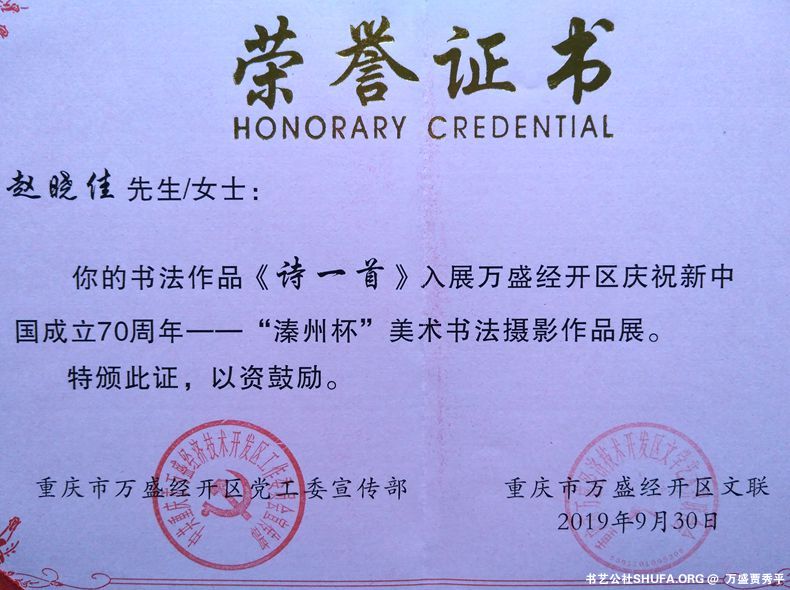 荣誉证书
HONORARY CREDENTIAL
赵晓佳 先生/女士：
你的书法作品《诗一首》入展万盛经开区庆祝新中
国成立70周年——“溱州杯”美术书法摄影作品展。
特颁此证，以资鼓励。
重庆市万盛经开区党工委宣传部
重庆市万盛经开区文联
2019年9月30日
书艺公社SHUFA.ORG @ 万盛贾秀平